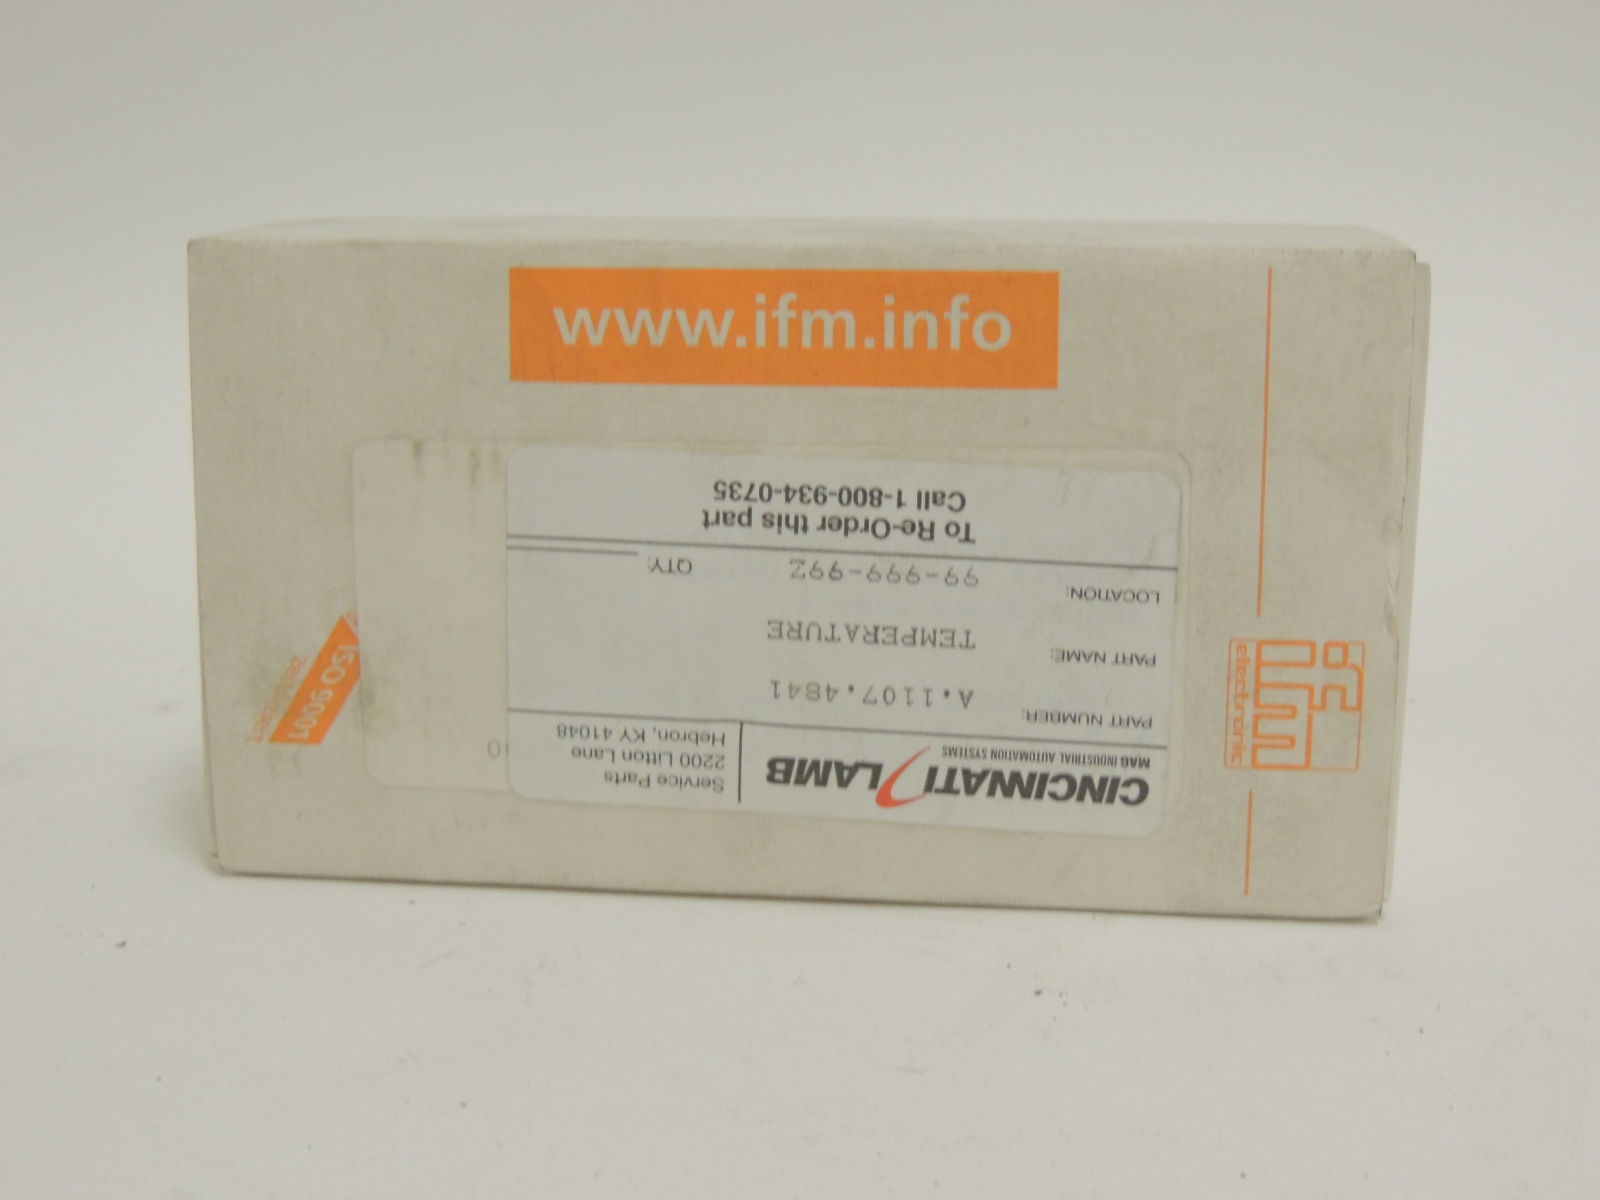 www.ifm.info
CINCINNATI LAMB
MAG INDUSTRIAL AUTOMATION SYSTEMS
Service Parts
2200 Litton Lane
Hebron, KY 41048
PART NUMBER: A.1107.4841
PART NAME: TEMPERATURE
LOCATION: 99-999-99Z QTY:
To Re-Order this part
Call 1-800-934-0735
ISO 9001
zertifiziert
ifm
electronic